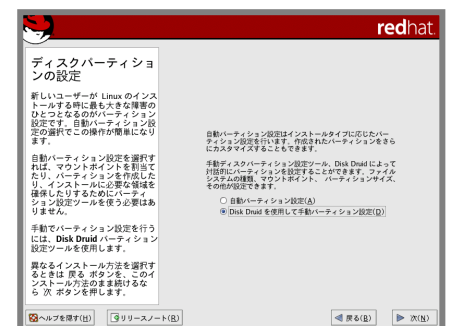 redhat.
ディスクパーティショ
ンの設定
新しいユーザーが Linux のインス
トールする時に最も大きな障害の
ひとつとなるのがパーティション
設定です。自動パーティション設
定の選択でこの操作が簡単になり
ます。
自動パーティション設定を選択す
れば、マウントポイントを割当て
たり、パーティションを作成した
り、インストールに必要な領域を
確保したりするためにパーティ
ション設定ツールを使う必要はあ
りません。
手動でパーティション設定を行う
には、Disk Druid パーティション
設定ツールを使用します。
異なるインストール方法を選択す
るときは 戻る ボタンを、このイ
ンストール方法のまま続けるな
ら 次 ボタンを押します。
自動パーティション設定はインストールタイプに応じたパー
ティション設定を行います。作成されたパーティションをさら
にカスタマイズすることもできます。
手動ディスクパーティション設定ツール、Disk Druid によって
対話的にパーティションを設定することができます。ファイル
システムの種類、マウントポイント、 パーティションサイズ、
その他が設定できます。
自動パーティション設定(A)
Disk Druid を使用して手動パーティション設定(D)
ヘルプを隠す(H)
リリースノート(R)
戻る(B)
次(N)